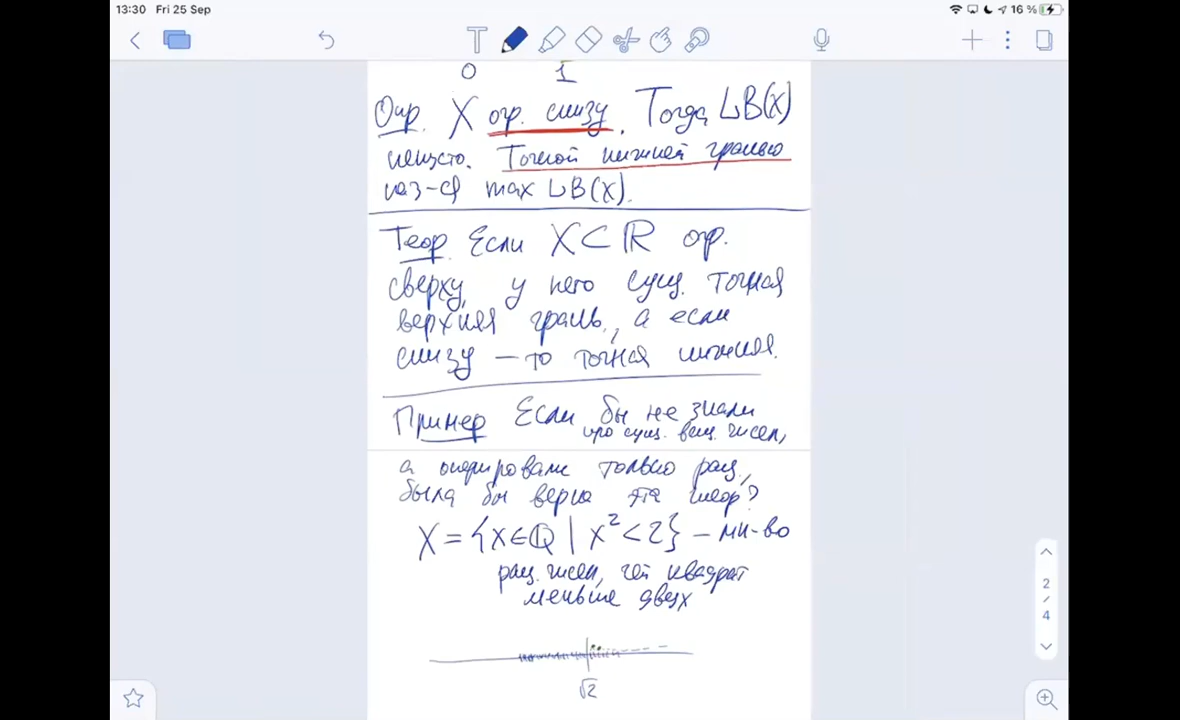 13:30 Fri 25 Sep 16 %
T
0 1
Опр. X огр. снизу. Тогда LB(X)
непусто. Точной нижней гранью
наз-ся max LB(X).
Теор Если X⊂ℝ огр.
сверху, у него сущ. точная
верхняя грань, а если
снизу — то точная нижняя.
Пример Если бы не знали
про сущ. вещ. чисел,
а оперировали только рац.,
была бы верна эта теор?
X = {x∈ℚ | x² < 2} – мн-во
рац. чисел, чей квадрат
меньше двух
√2
2
/
4